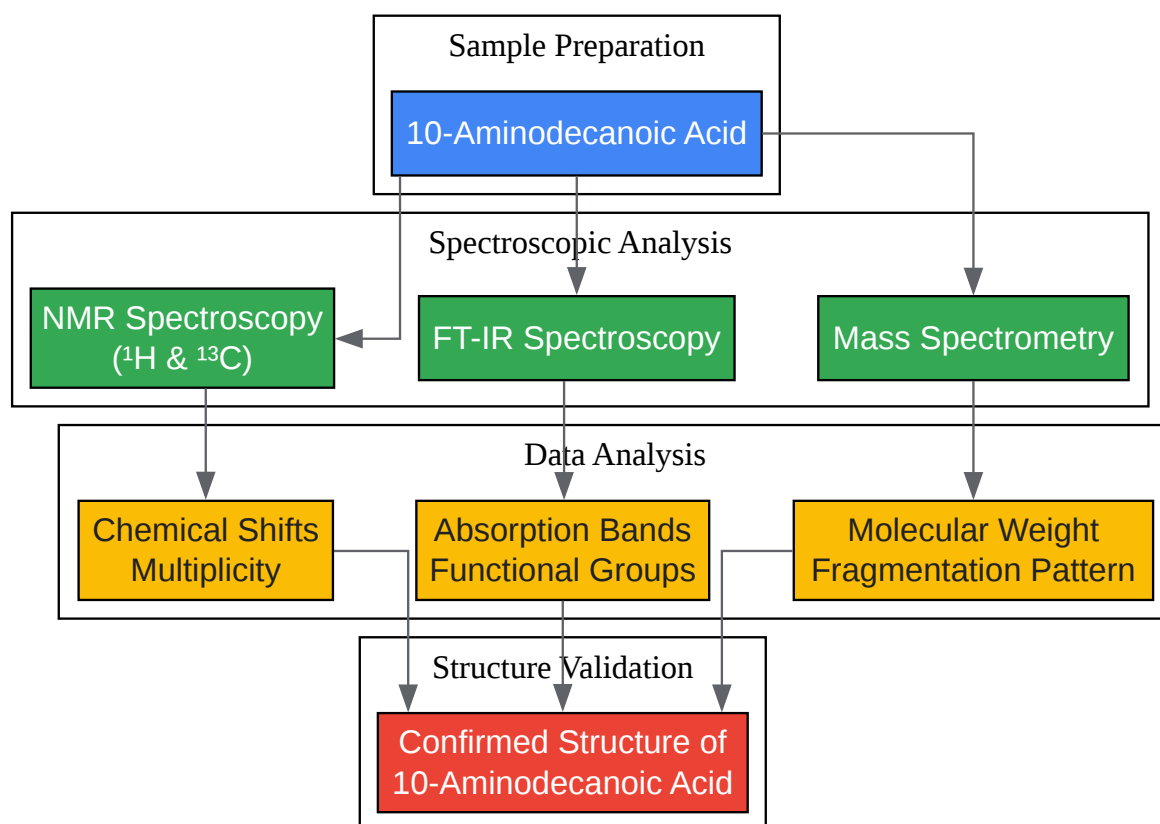 Sample Preparation
10-Aminodecanoic Acid
Spectroscopic Analysis
NMR Spectroscopy
(¹H & ¹³C)
FT-IR Spectroscopy
Mass Spectrometry
Data Analysis
Chemical Shifts
Multiplicity
Absorption Bands
Functional Groups
Molecular Weight
Fragmentation Pattern
Structure Validation
Confirmed Structure of
10-Aminodecanoic Acid